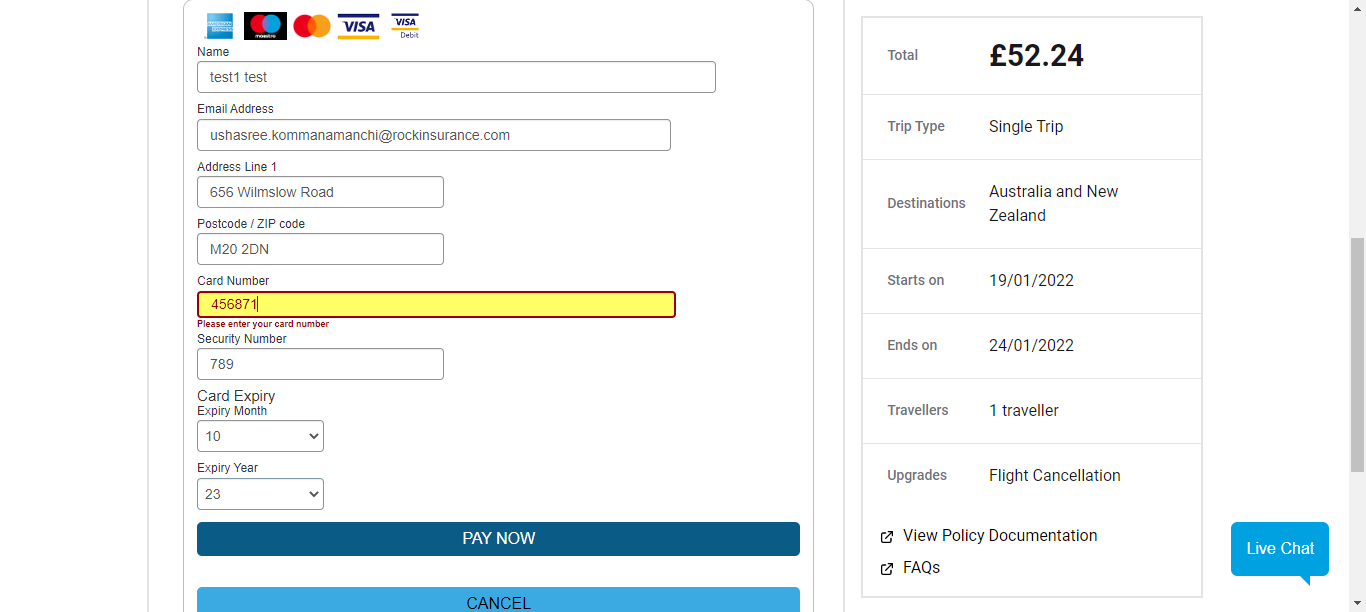 AMERICAN EXPRESS
maestro
VISA
VISA
Debit
Name
test1 test
Email Address
ushasree.kommanamanchi@rockinsurance.com
Address Line 1
656 Wilmslow Road
Postcode / ZIP code
M20 2DN
Card Number
456871
Please enter your card number
Security Number
789
Card Expiry
Expiry Month
10
Expiry Year
23
PAY NOW
CANCEL
Total £52.24
Trip Type Single Trip
Destinations Australia and New
Zealand
Starts on 19/01/2022
Ends on 24/01/2022
Travellers 1 traveller
Upgrades Flight Cancellation
View Policy Documentation
FAQs
Live Chat